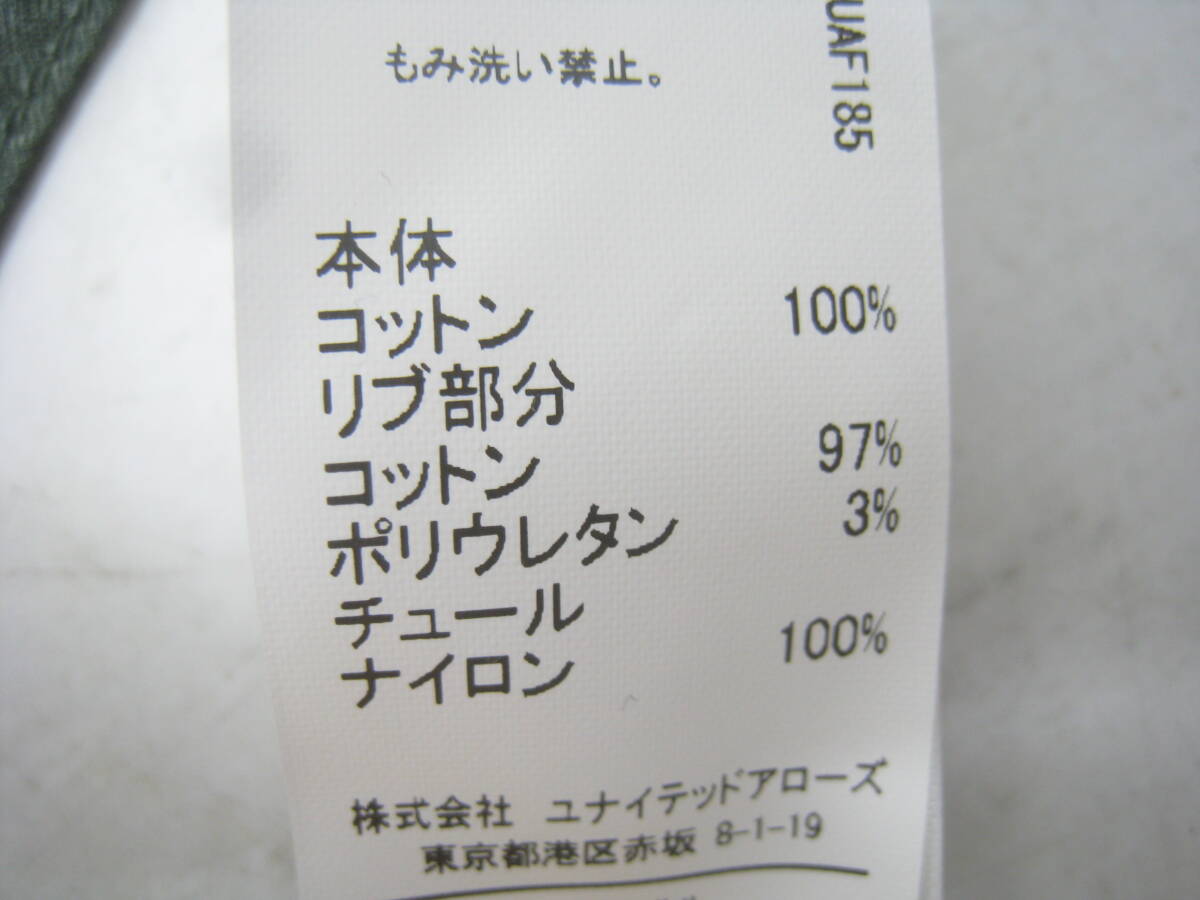 もみ洗い禁止。
UAF185
本体
コットン 100%
リブ部分
コットン 97%
ポリウレタン 3%
チュール
ナイロン 100%
株式会社 ユナイテッドアローズ
東京都港区赤坂 8-1-19